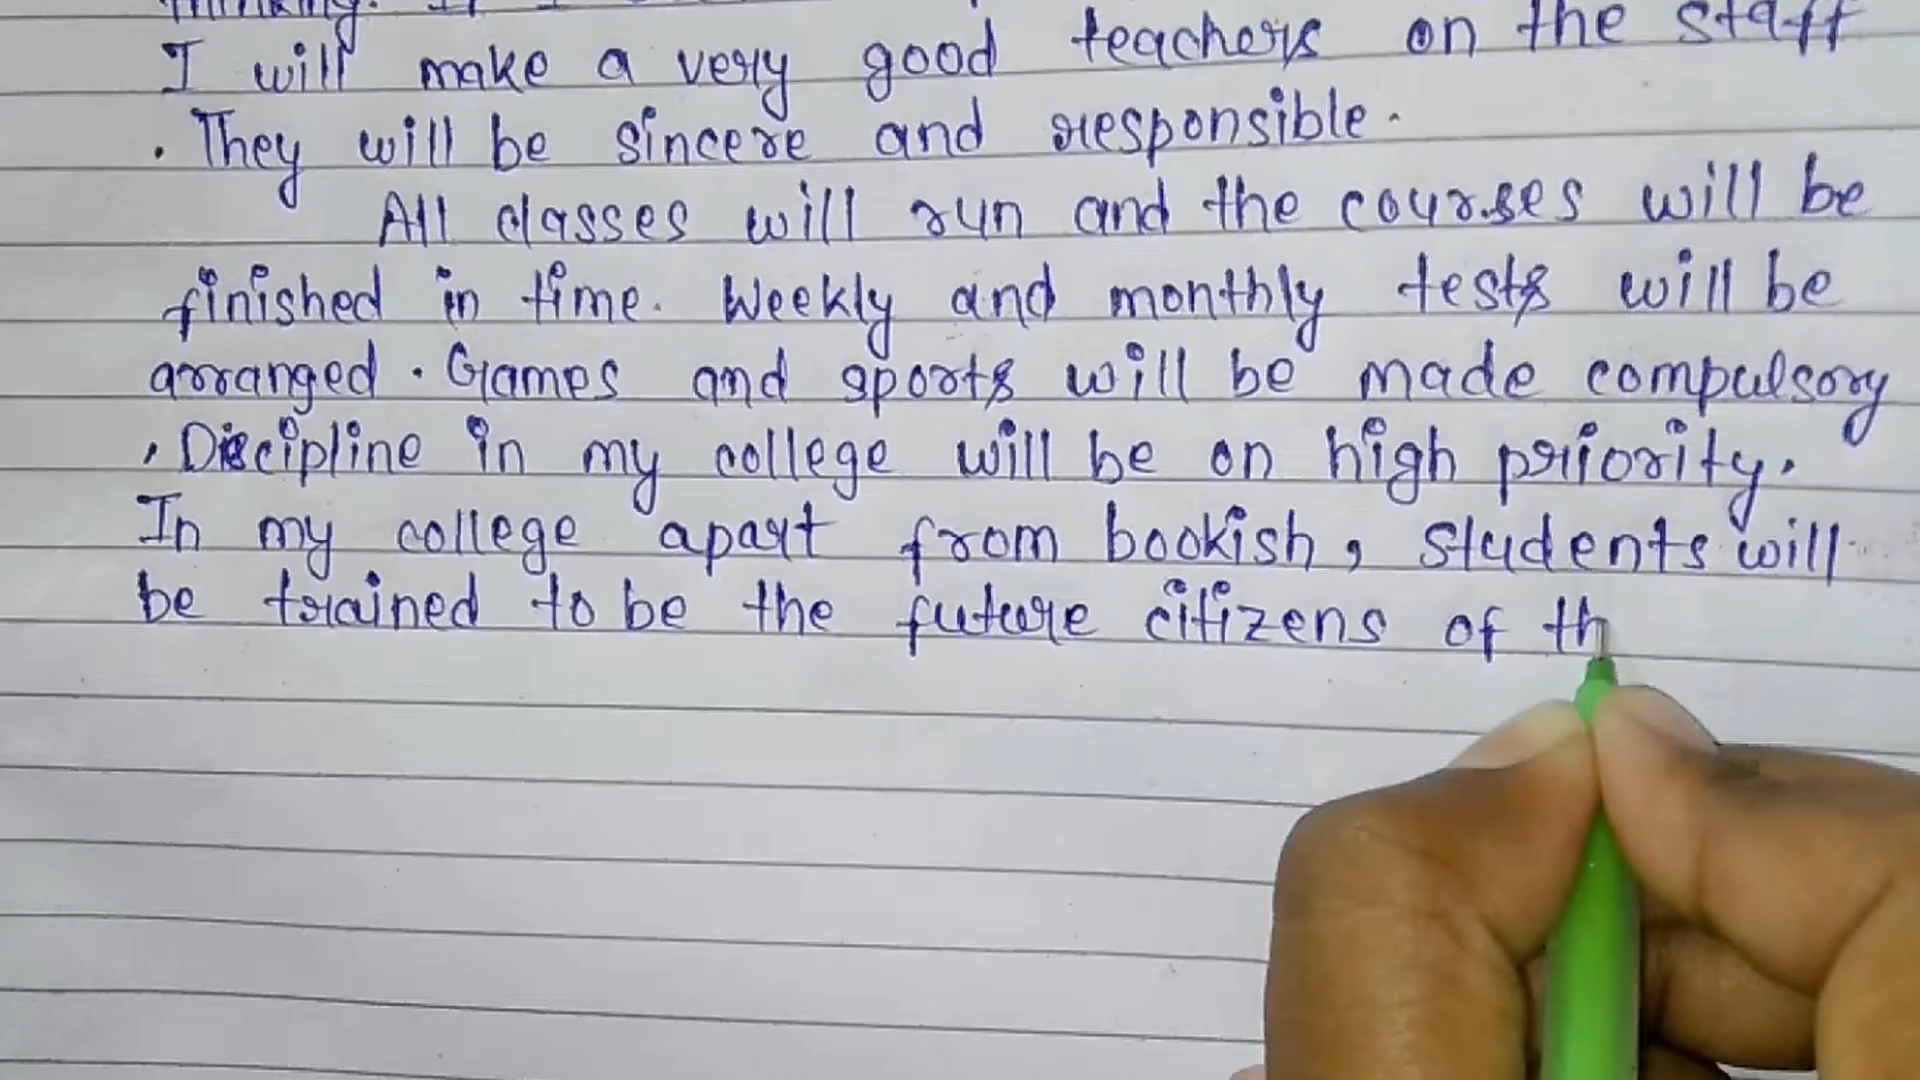 thinking. If I
I will make a very good teachers on the staff
. They will be sincere and responsible.
All classes will run and the courses will be
finished in time. Weekly and monthly tests will be
arranged. Games and sports will be made compulsory
. Discipline in my college will be on high priority.
In my college apart from bookish, students will
be trained to be the future citizens of th